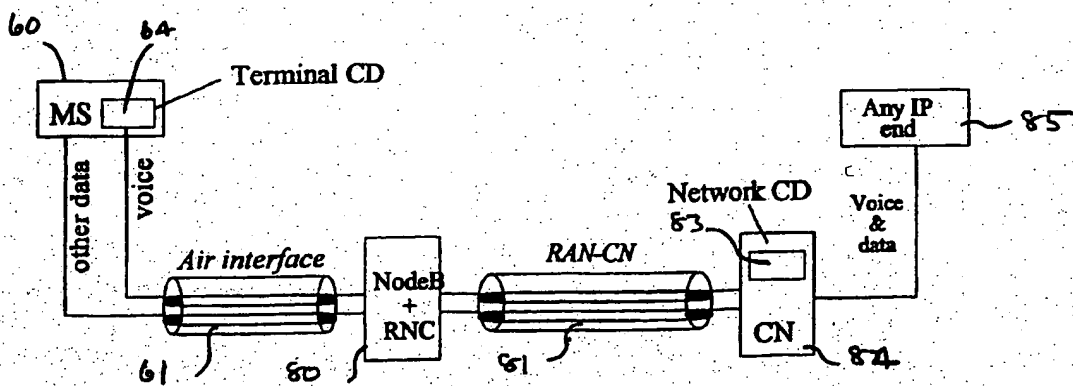 60
64
Terminal CD
MS
other data
voice
Air interface
61
NodeB
+
RNC
80
RAN-CN
81
Network CD
83
CN
84
Any IP
end
85
Voice
&
data